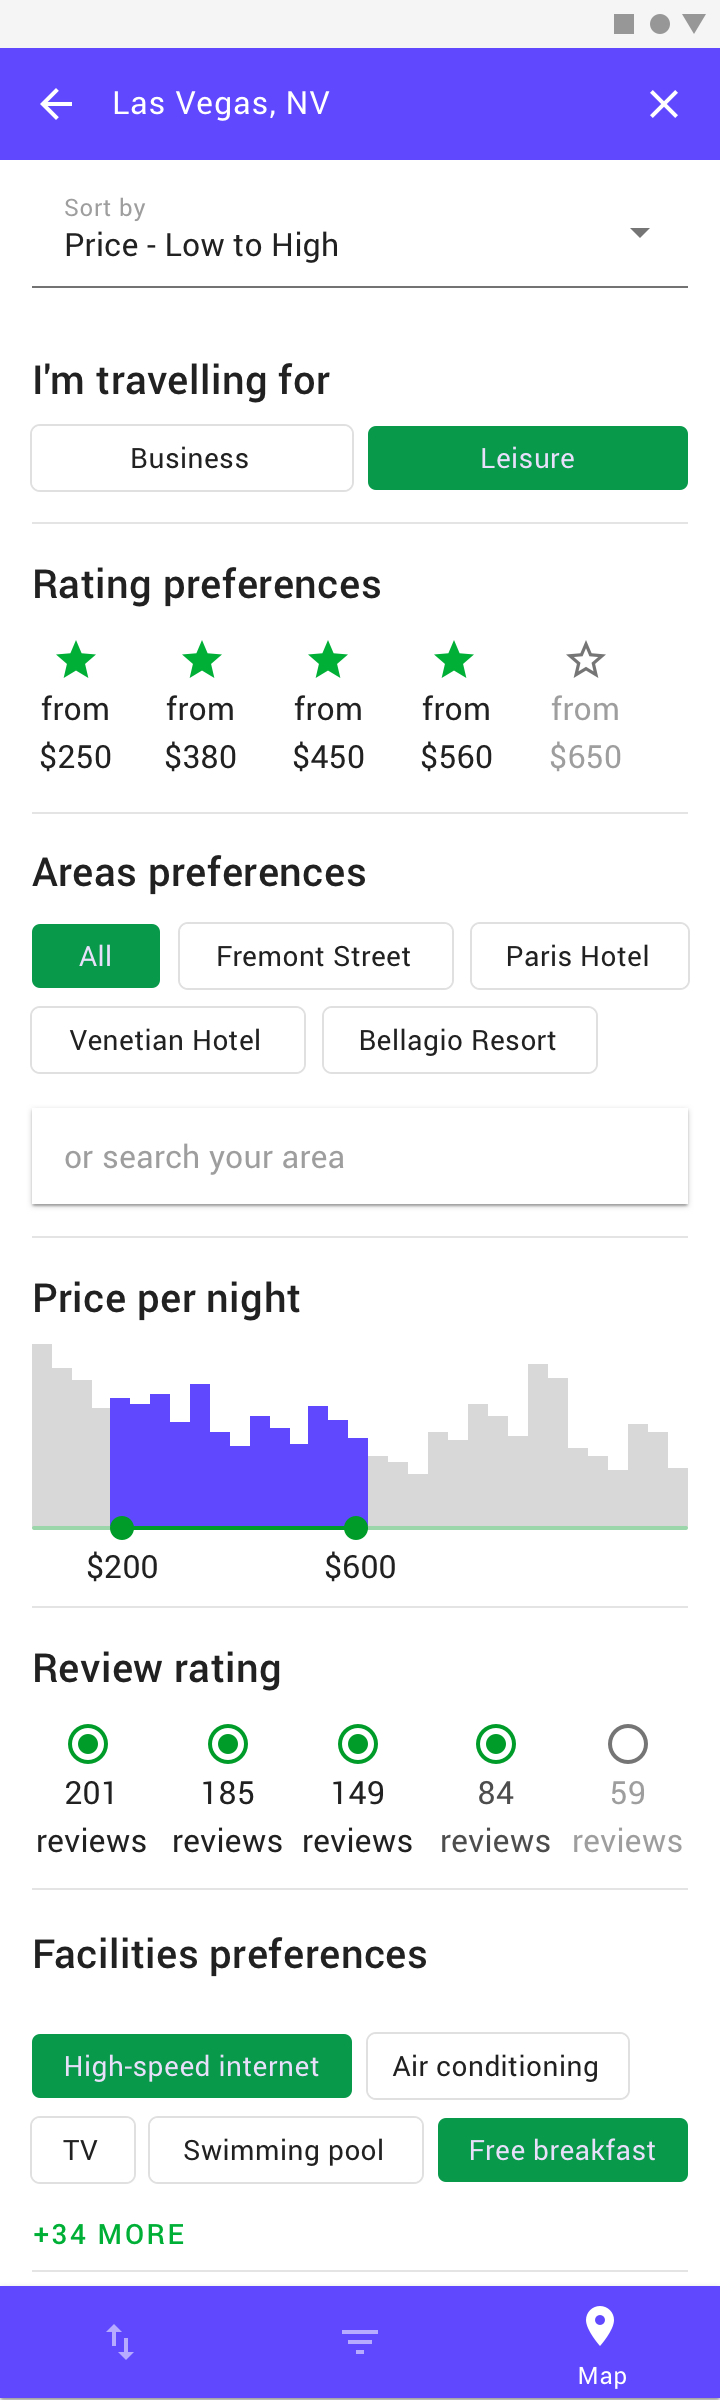 Las Vegas, NV
Sort by
Price - Low to High
I'm travelling for
Business
Leisure
Rating preferences
from
$250
from
$380
from
$450
from
$560
from
$650
Areas preferences
All
Fremont Street
Paris Hotel
Venetian Hotel
Bellagio Resort
or search your area
Price per night
$200
$600
Review rating
201
reviews
185
reviews
149
reviews
84
reviews
59
reviews
Facilities preferences
High-speed internet
Air conditioning
TV
Swimming pool
Free breakfast
+34 MORE
Map